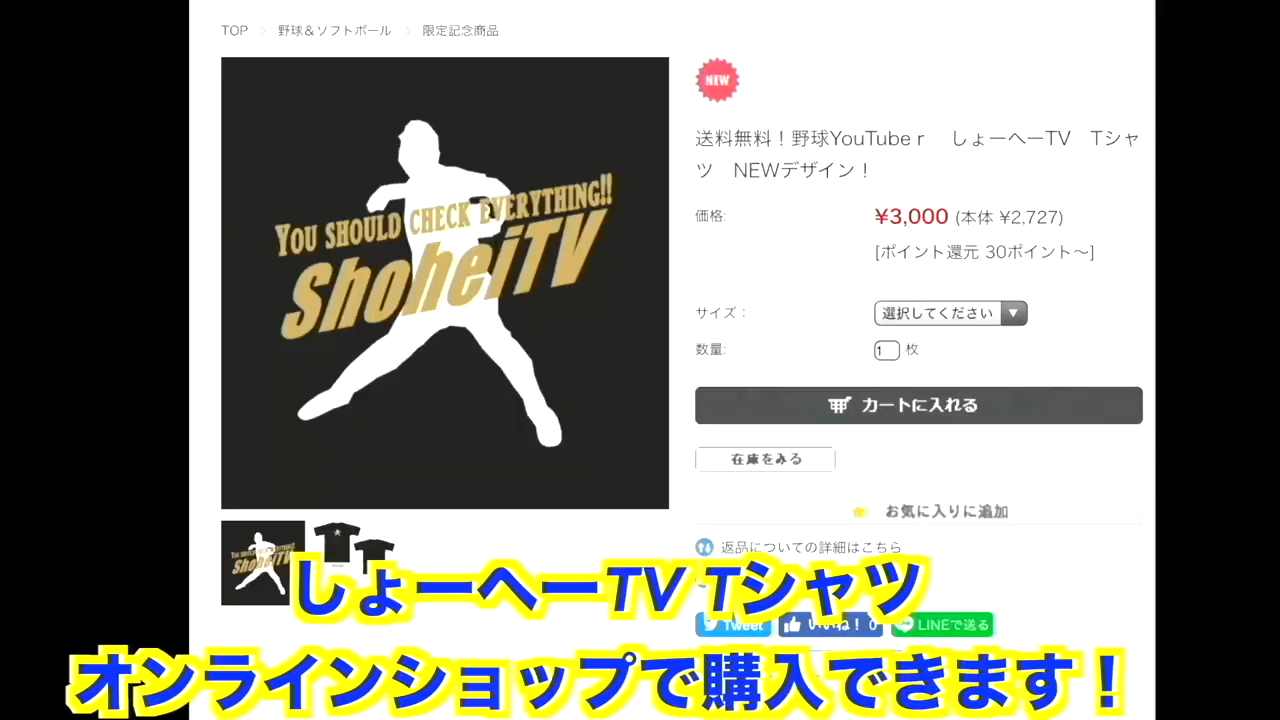 TOP > 野球＆ソフトボール > 限定記念商品
YOU SHOULD CHECK EVERYTHING!!
ShoheiTV
NEW
送料無料！野球YouTubeｒ　しょーへーTV　Tシャ
ツ　NEWデザイン！
価格: ¥3,000 (本体 ¥2,727)
[ポイント還元 30ポイント～]
サイズ： 選択してください ▼
数量: 1 枚
カートに入れる
在庫をみる
お気に入りに追加
返品についての詳細はこちら
YOU SHOULD CHECK EVERYTHING!!
ShoheiTV
しょーへーTV Tシャツ
Tweet いいね！ 0 LINEで送る
オンラインショップで購入できます！